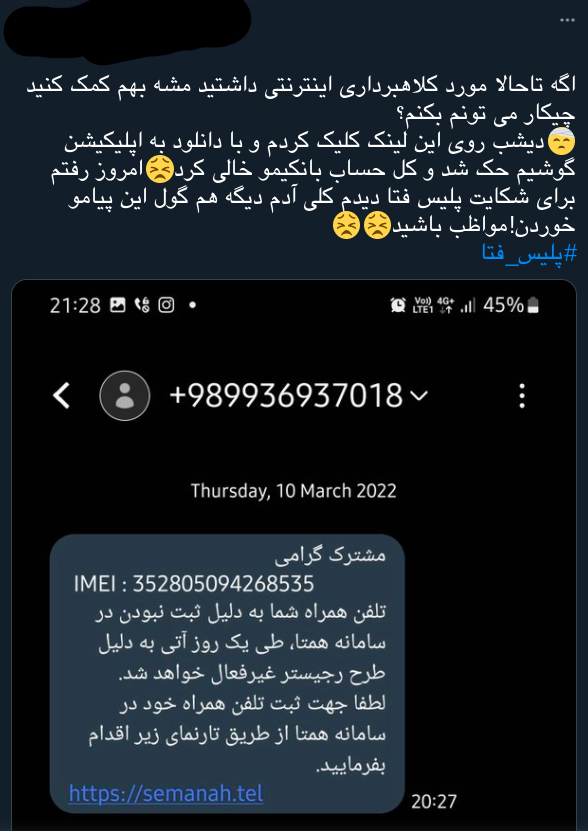 اگه تاحالا مورد کلاهبرداری اینترنتی داشتید مشه بهم کمک کنید
چیکار می تونم بکنم؟
🤕دیشب روی این لینک کلیک کردم و با دانلود یه اپلیکیشن
گوشیم حک شد و کل حساب بانکیمو خالی کرد😣امروز رفتم
برای شکایت پلیس فتا دیدم کلی آدم دیگه هم گول این پیامو
خوردن!مواظب باشید😣😣
#پلیس_فتا
21:28 Vo)) LTE1 4G+ 45%
+989936937018
Thursday, 10 March 2022
مشترک گرامی
IMEI : 352805094268535
تلفن همراه شما به دلیل ثبت نبودن در
سامانه همتا، طی یک روز آتی به دلیل
طرح رجیستر غیرفعال خواهد شد.
لطفا جهت ثبت تلفن همراه خود در
سامانه همتا از طریق تارنمای زیر اقدام
بفرمایید.
https://semanah.tel
20:27